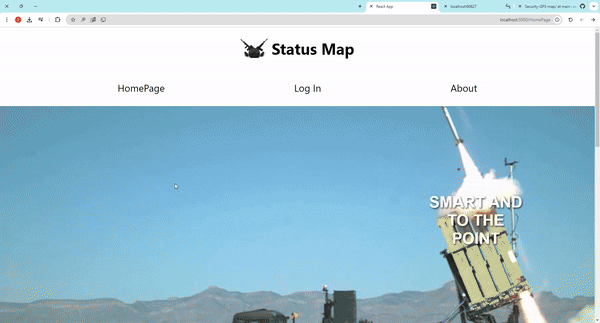 React App
localhost:00827
Security-GPS-map/ at main
localhost:3000/HomePage
Status Map
HomePage
Log In
About
SMART AND
TO THE
POINT